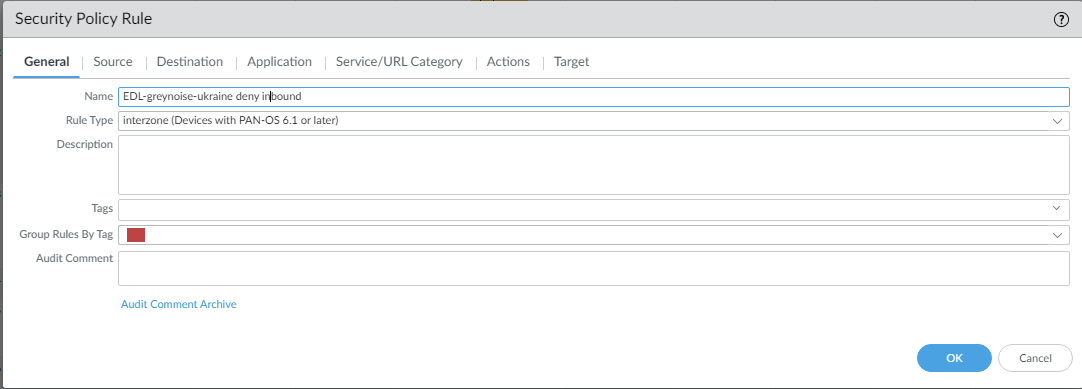 Security Policy Rule
General Source Destination Application Service/URL Category Actions Target
Name EDL-greynoise-ukraine deny inbound
Rule Type interzone (Devices with PAN-OS 6.1 or later)
Description
Tags
Group Rules By Tag
Audit Comment
Audit Comment Archive
OK Cancel